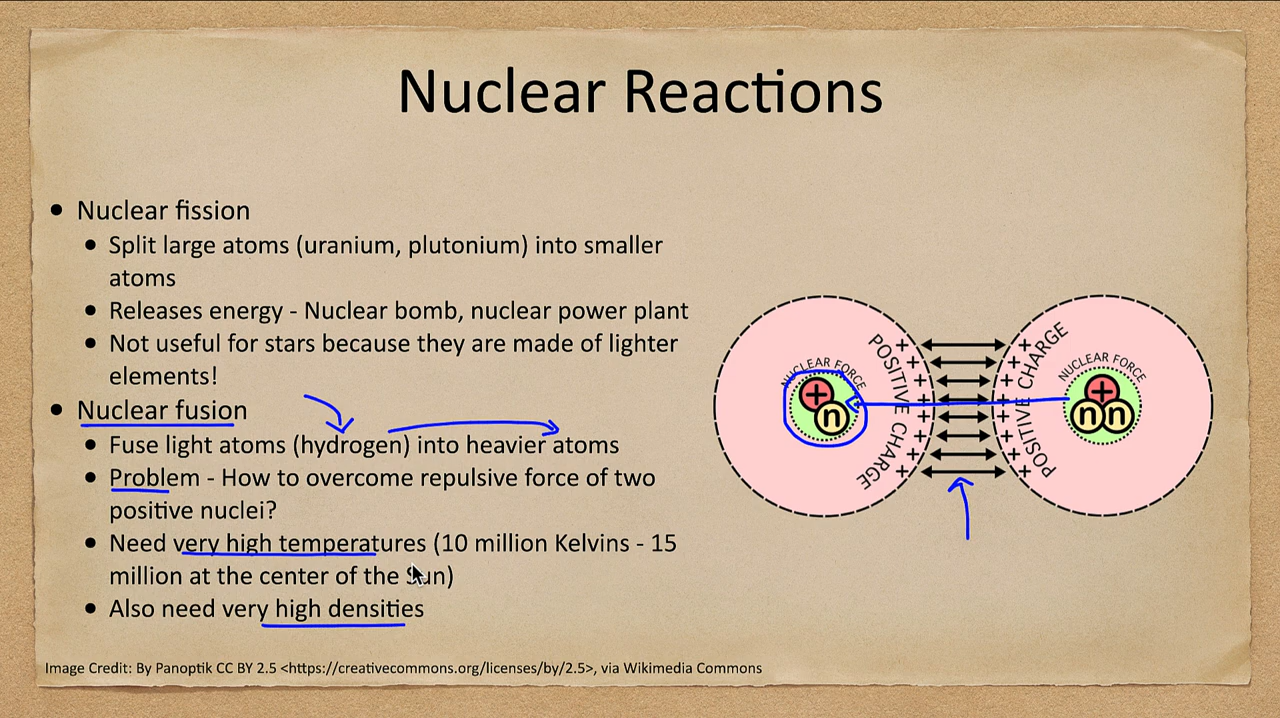 Nuclear Reactions
• Nuclear fission
• Split large atoms (uranium, plutonium) into smaller
atoms
• Releases energy - Nuclear bomb, nuclear power plant
• Not useful for stars because they are made of lighter
elements!
• Nuclear fusion
• Fuse light atoms (hydrogen) into heavier atoms
• Problem - How to overcome repulsive force of two
positive nuclei?
• Need very high temperatures (10 million Kelvins - 15
million at the center of the Sun)
• Also need very high densities
NUCLEAR FORCE
+
n
POSITIVE CHARGE
+ + + + + + + +
+ + + + + + + +
POSITIVE CHARGE
NUCLEAR FORCE
+
n n
Image Credit: By Panoptik CC BY 2.5 <https://creativecommons.org/licenses/by/2.5>, via Wikimedia Commons